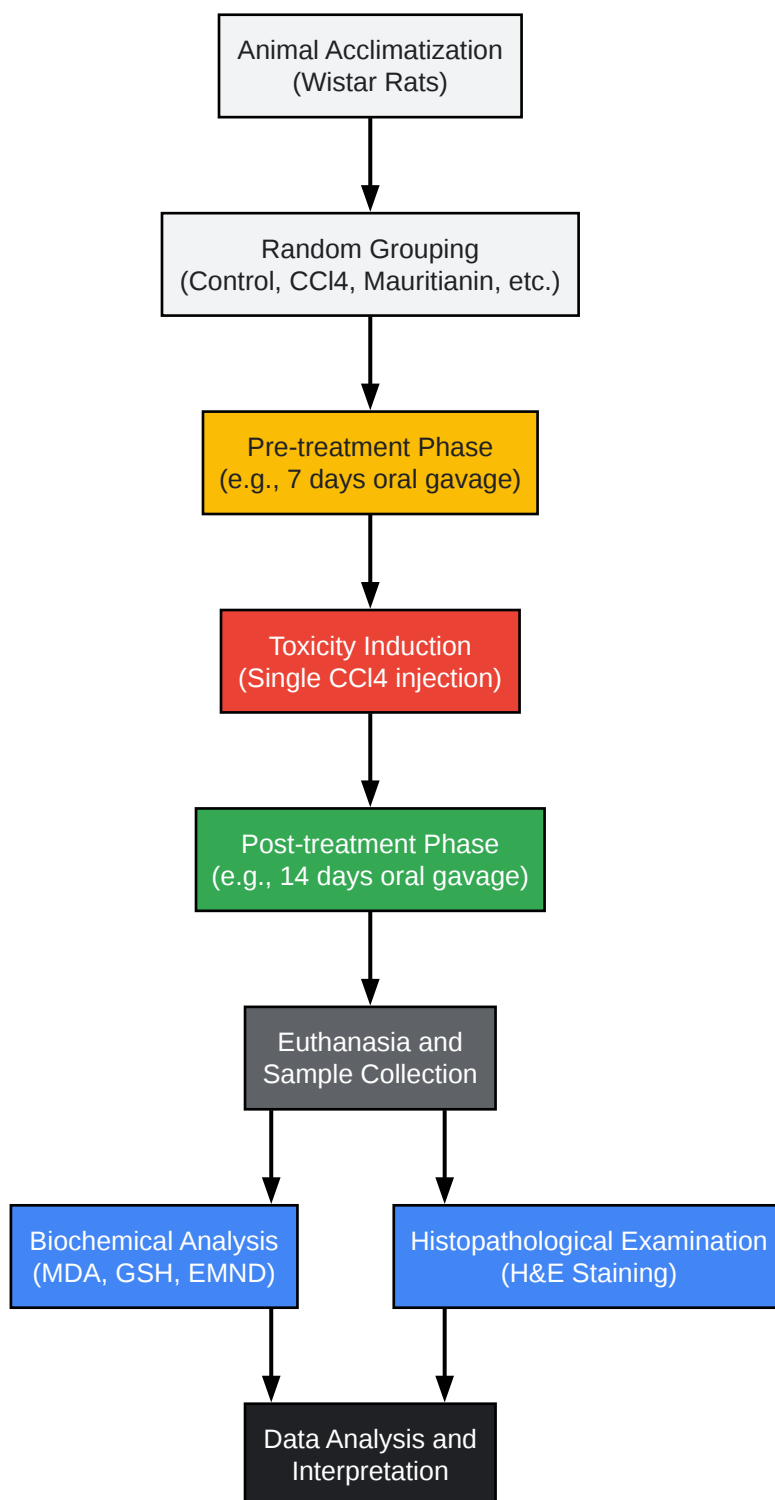 Animal Acclimatization
(Wistar Rats)
Random Grouping
(Control, CCl4, Mauritianin, etc.)
Pre-treatment Phase
(e.g., 7 days oral gavage)
Toxicity Induction
(Single CCl4 injection)
Post-treatment Phase
(e.g., 14 days oral gavage)
Euthanasia and
Sample Collection
Biochemical Analysis
(MDA, GSH, EMND)
Histopathological Examination
(H&E Staining)
Data Analysis and
Interpretation